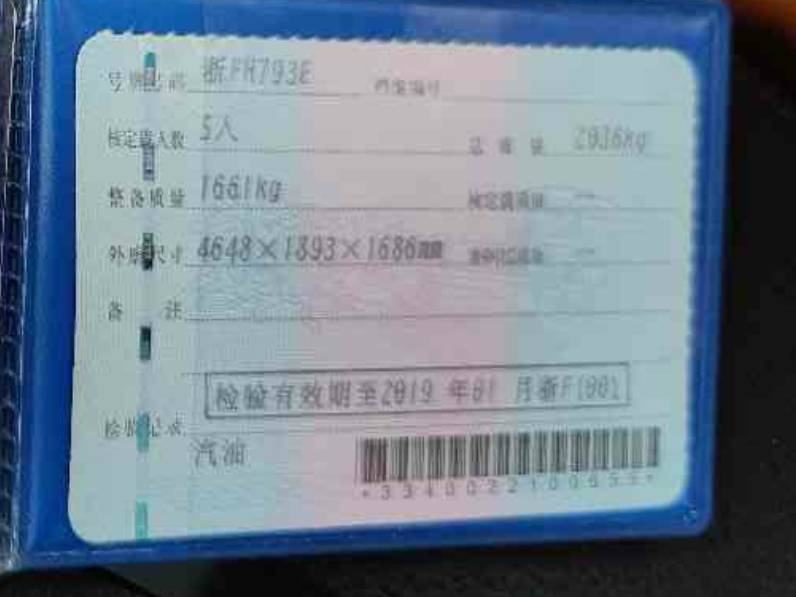 号牌号码 浙FH793E 档案编号
核定载人数 5人 总质量 2036kg
整备质量 1661kg 核定载质量 --
外廓尺寸 4648×1893×1686mm 准牵引总质量 --
备 注
检验有效期至2019 年01 月浙F(00)
检验记录
汽油